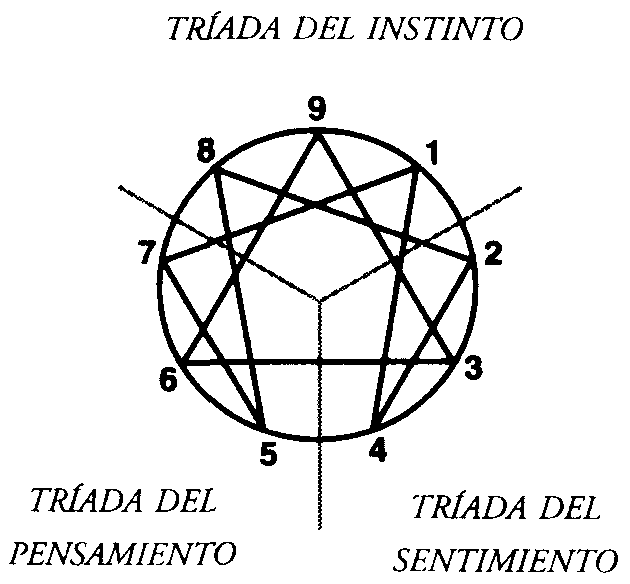 TRÍADA DEL INSTINTO
9
8
1
7
2
6
3
5
4
TRÍADA DEL
PENSAMIENTO
TRÍADA DEL
SENTIMIENTO